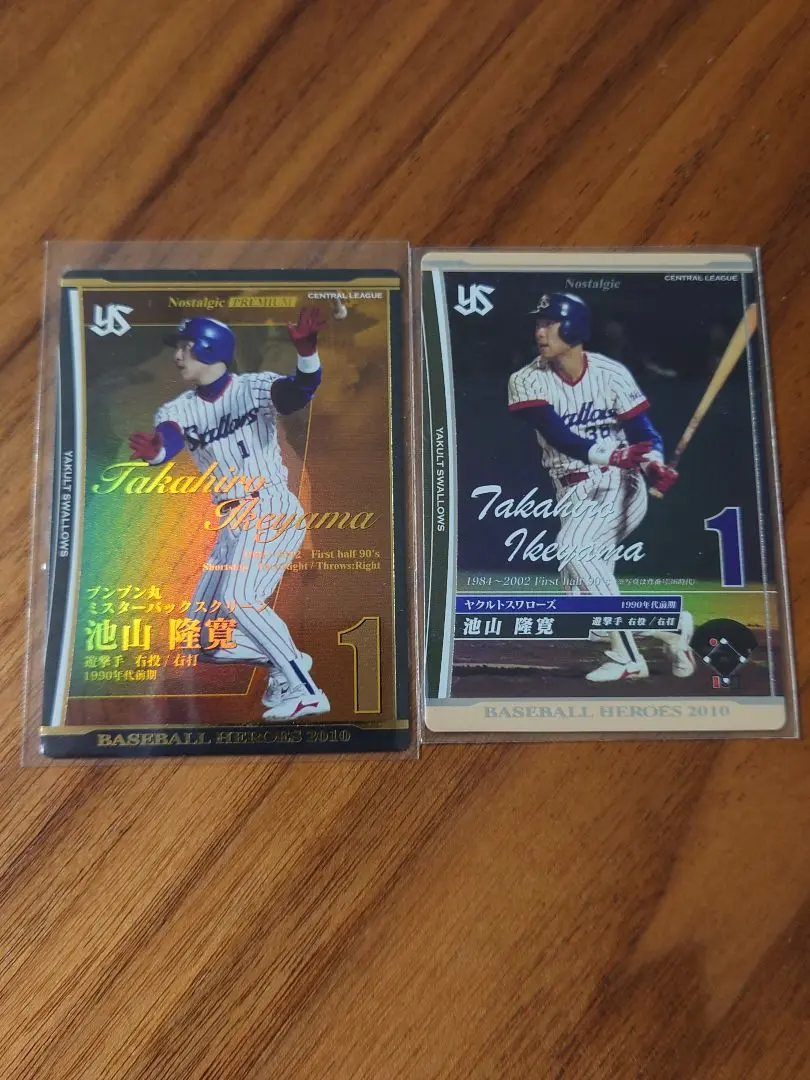 Nostalgic PREMIUM
CENTRAL LEAGUE
YS
YAKULT SWALLOWS
Swallows
1
Takahiro
Ikeyama
First half 90's
Throws:Right
ブンブン丸
ミスターバックスクリーン
池山 隆寛
遊撃手 右投/右打
1990年代前期
1
BASEBALL HEROES 2010
Nostalgic
CENTRAL LEAGUE
YS
YAKULT SWALLOWS
36
Takahiro
Ikeyama
1
1984~2002 First half 90's
ヤクルトスワローズ 1990年代前期
池山 隆寛 遊撃手 右投/右打
BASEBALL HEROES 2010